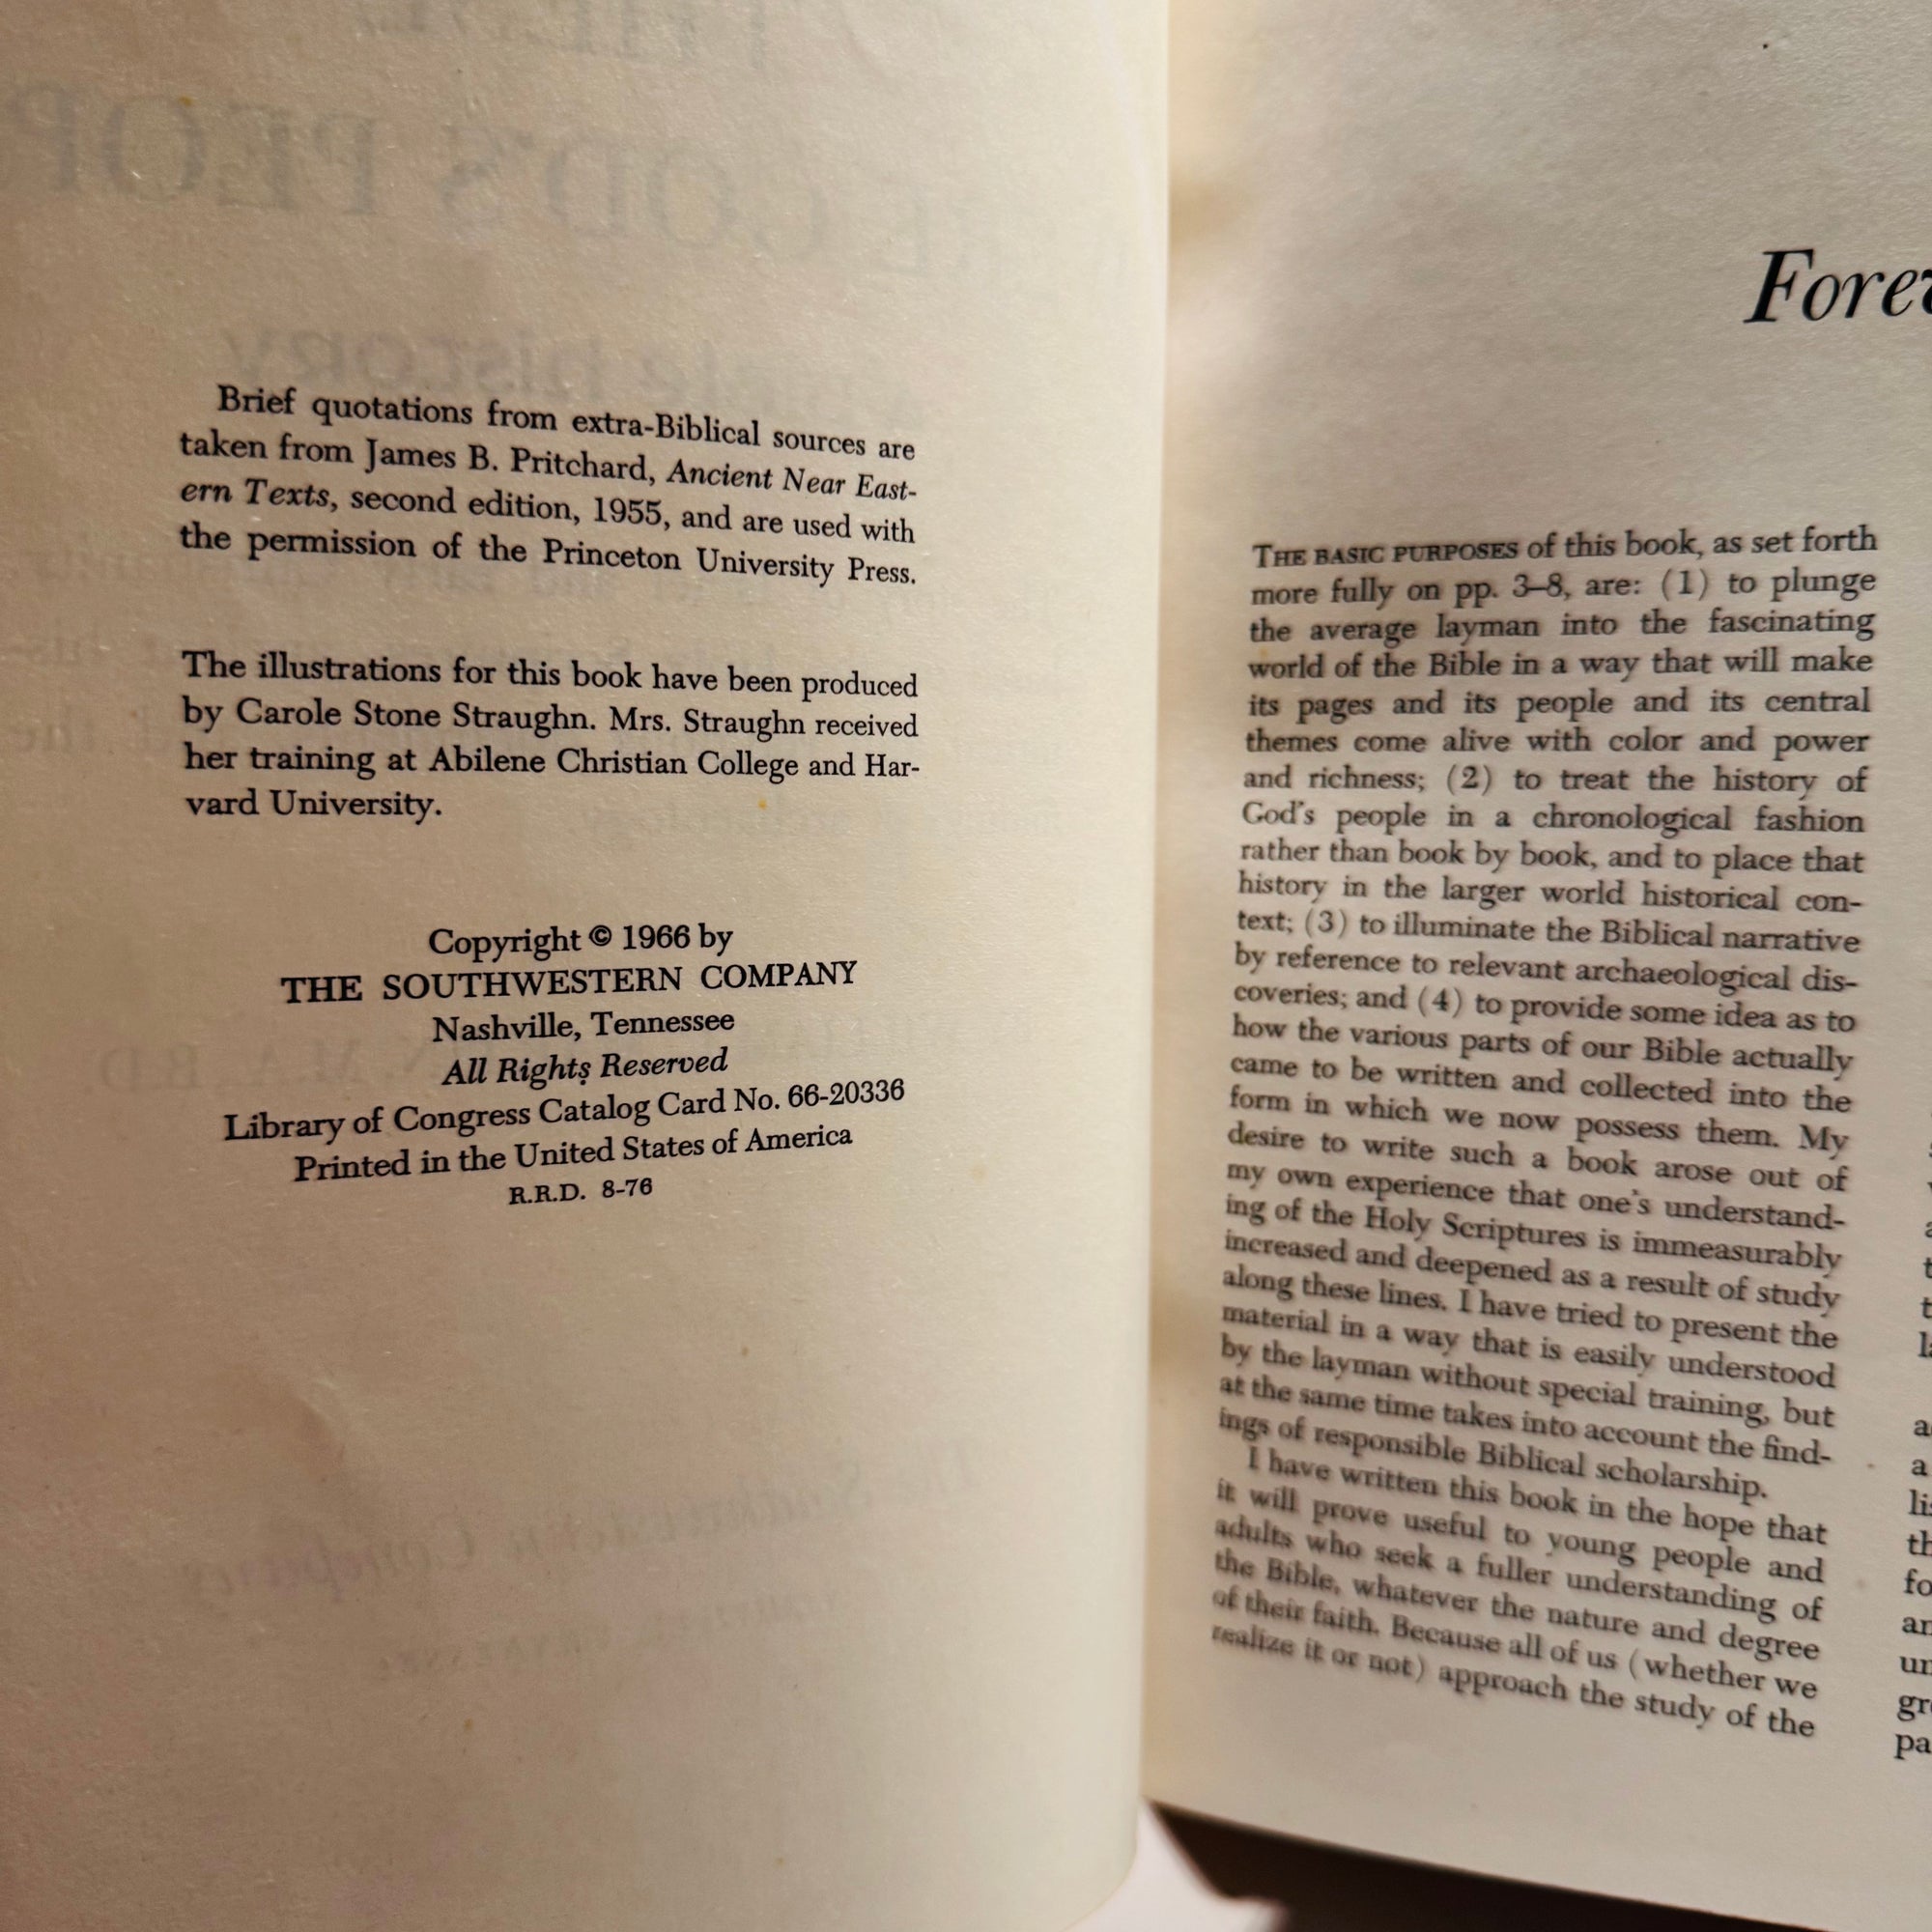 Brief quotations from extra-Biblical sources are
taken from James B. Pritchard, Ancient Near East-
ern Texts, second edition, 1955, and are used with
the permission of the Princeton University Press.
The illustrations for this book have been produced
by Carole Stone Straughn. Mrs. Straughn received
her training at Abilene Christian College and Har-
vard University.
Copyright © 1966 by
THE SOUTHWESTERN COMPANY
Nashville, Tennessee
All Rights Reserved
Library of Congress Catalog Card No. 66-20336
Printed in the United States of America
R.R.D. 8-76
THE BASIC PURPOSES of this book, as set forth
more fully on pp. 3–8, are: (1) to plunge
the average layman into the fascinating
world of the Bible in a way that will make
its pages and its people and its central
themes come alive with color and power
and richness; (2) to treat the history of
God's people in a chronological fashion
rather than book by book, and to place that
history in the larger world historical con-
text; (3) to illuminate the Biblical narrative
by reference to relevant archaeological dis-
coveries; and (4) to provide some idea as to
how the various parts of our Bible actually
came to be written and collected into the
form in which we now possess them. My
desire to write such a book arose out of
my own experience that one's understand-
ing of the Holy Scriptures is immeasurably
increased and deepened as a result of study
along these lines. I have tried to present the
material in a way that is easily understood
by the layman without special training, but
at the same time takes into account the find-
ings of responsible Biblical scholarship.
I have written this book in the hope that
it will prove useful to young people and
adults who seek a fuller understanding of
the Bible, whatever the nature and degree
of their faith. Because all of us (whether we
realize it or not) approach the study of the